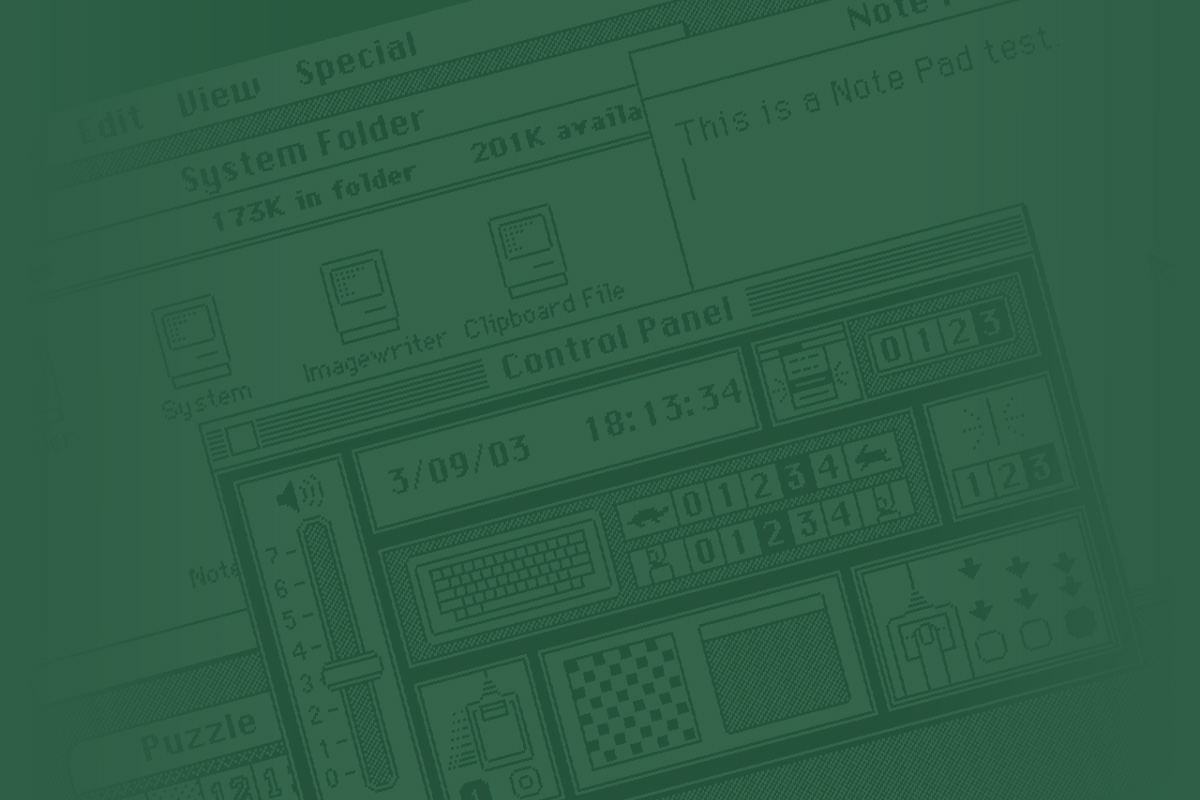 Edit View Special
System Folder
173K in folder 201K availa
Note
This is a Note Pad test
System
Imagewriter
Clipboard File
Control Panel
3/09/03 18:13:34
0 1 2 3
0 1 2 3 4
0 1 2 3 4
1 2 3
7
6
5
4
3
2
1
0
Note
Puzzle
12
1